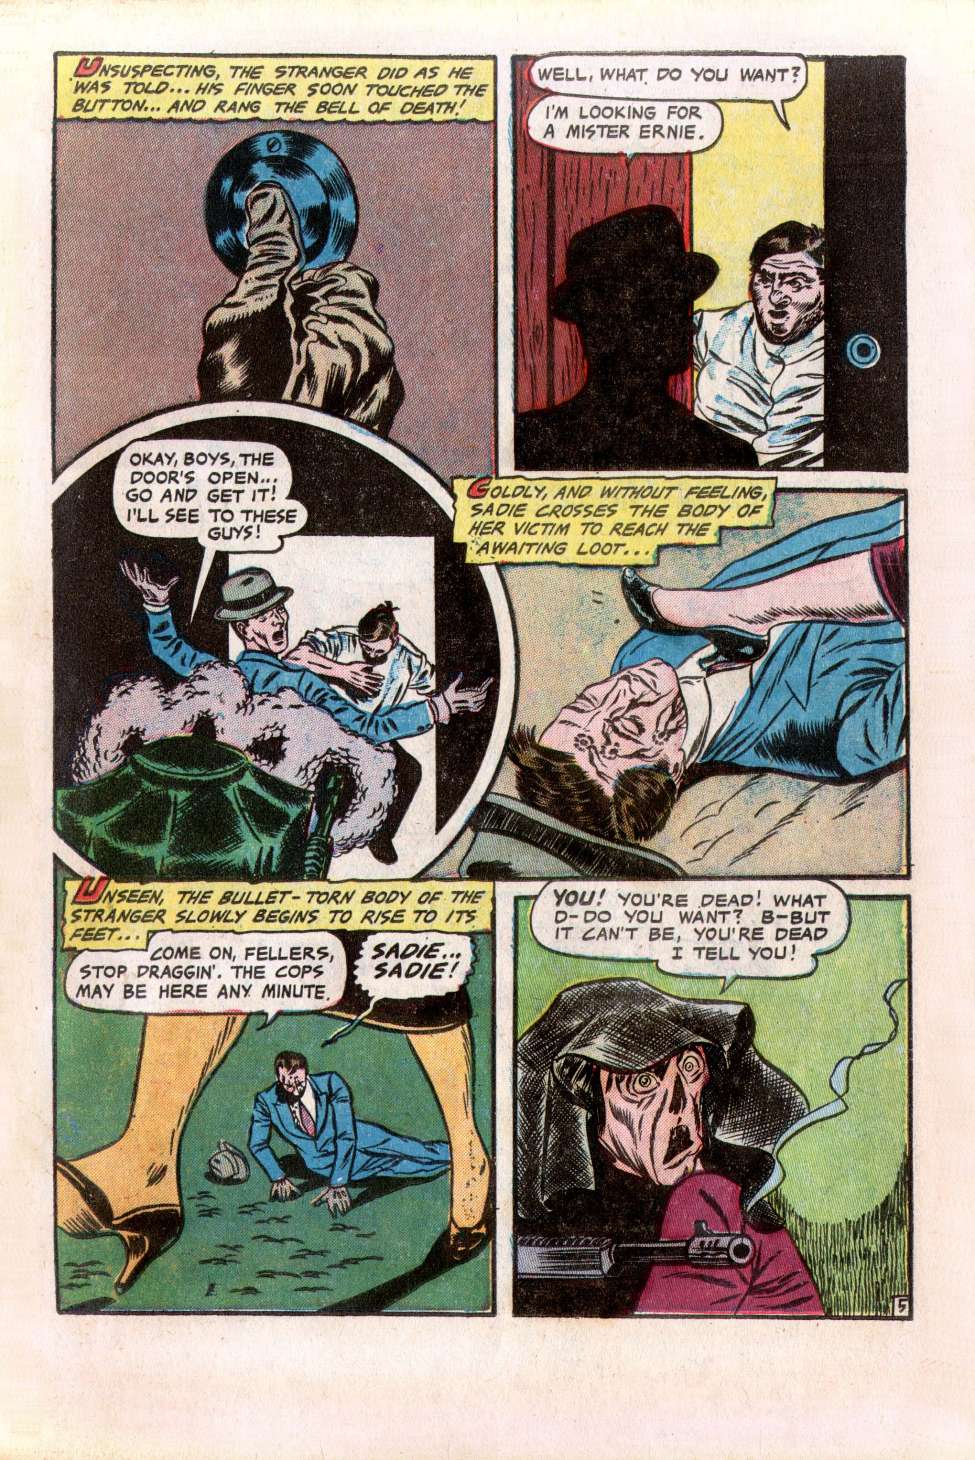 UNSUSPECTING, THE STRANGER DID AS HE
WAS TOLD... HIS FINGER SOON TOUCHED THE
BUTTON... AND RANG THE BELL OF DEATH!
WELL, WHAT DO YOU WANT?
I'M LOOKING FOR
A MISTER ERNIE.
OKAY, BOYS, THE
DOOR'S OPEN...
GO AND GET IT!
I'LL SEE TO THESE
GUYS!
COLDLY, AND WITHOUT FEELING,
SADIE CROSSES THE BODY OF
HER VICTIM TO REACH THE
AWAITING LOOT...
UNSEEN, THE BULLET-TORN BODY OF THE
STRANGER SLOWLY BEGINS TO RISE TO ITS
FEET...
COME ON, FELLERS,
STOP DRAGGIN'. THE COPS
MAY BE HERE ANY MINUTE.
SADIE...
SADIE!
YOU! YOU'RE DEAD! WHAT
D-DO YOU WANT? B-BUT
IT CAN'T BE, YOU'RE DEAD
I TELL YOU!
5